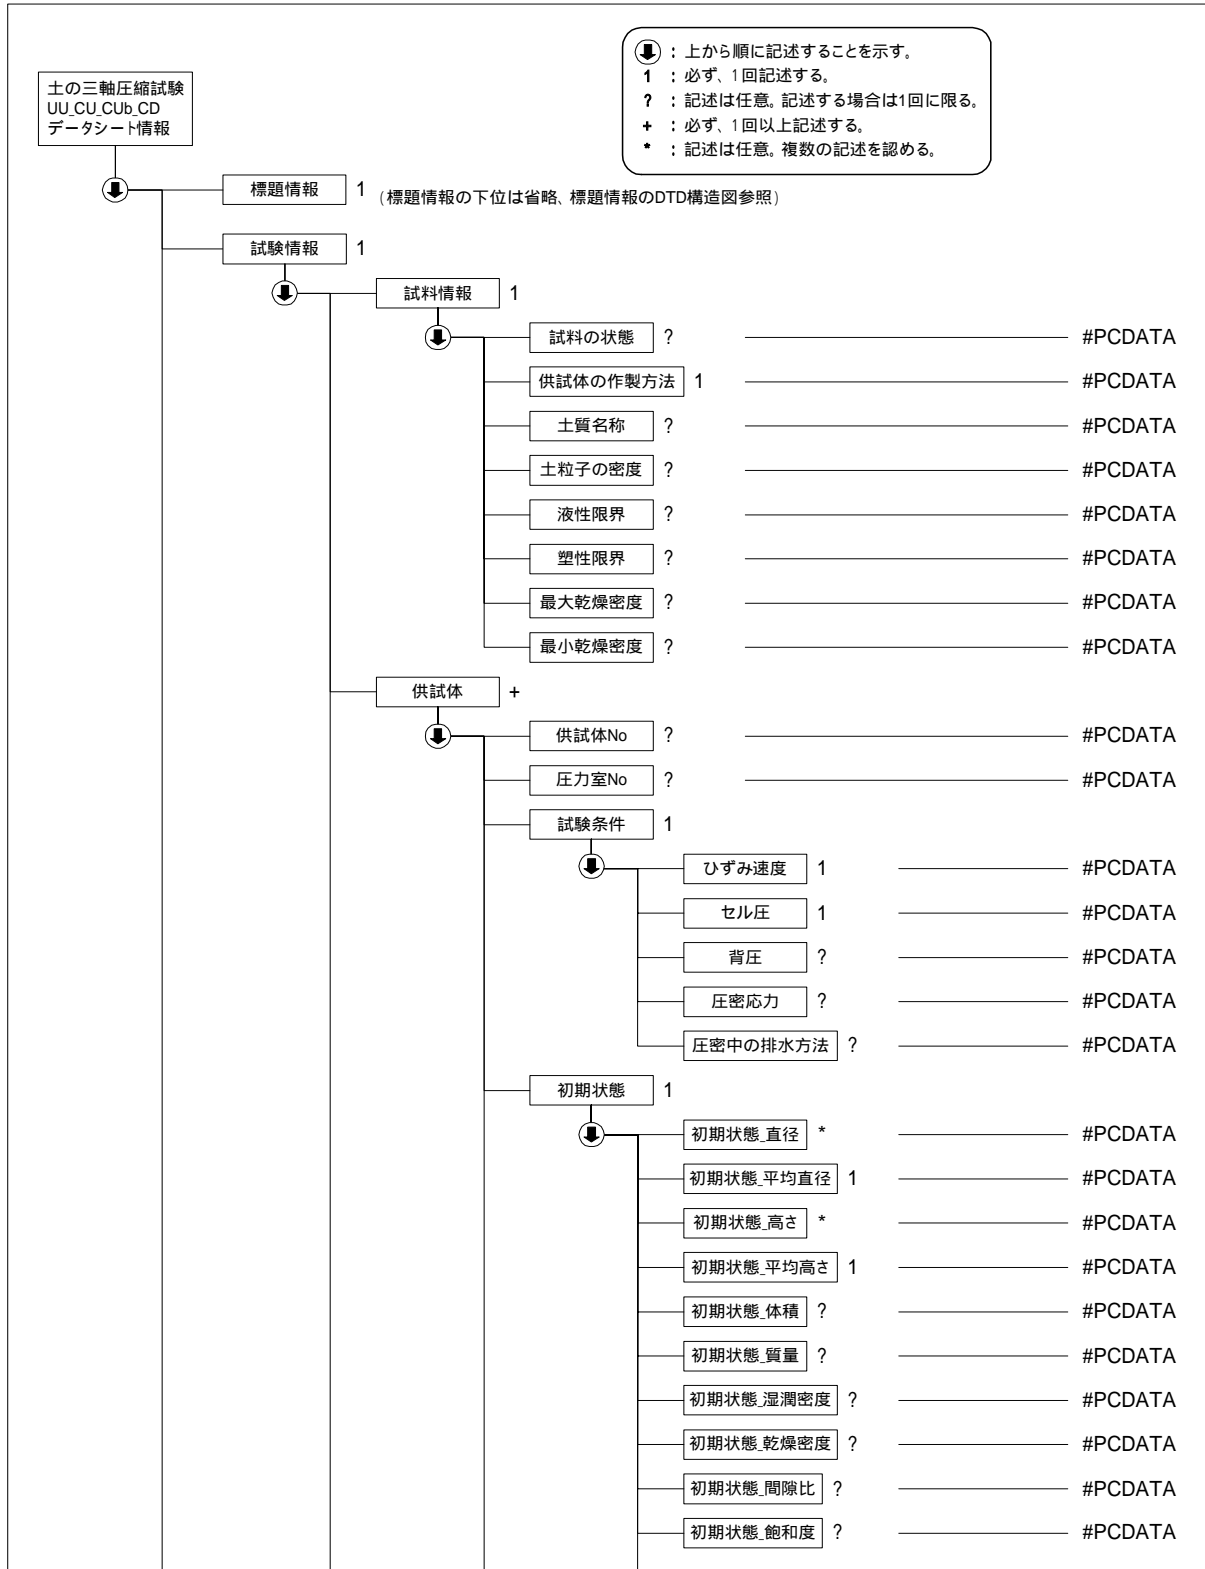 : 上から順に記述することを示す。
1 : 必ず、1回記述する。
? : 記述は任意。記述する場合は1回に限る。
+ : 必ず、1回以上記述する。
* : 記述は任意。複数の記述を認める。
土の三軸圧縮試験
UU_CU_CUb_CD
データシート情報
標題情報 1 (標題情報の下位は省略、標題情報のDTD構造図参照)
試験情報 1
試料情報 1
試料の状態 ? #PCDATA
供試体の作製方法 1 #PCDATA
土質名称 ? #PCDATA
土粒子の密度 ? #PCDATA
液性限界 ? #PCDATA
塑性限界 ? #PCDATA
最大乾燥密度 ? #PCDATA
最小乾燥密度 ? #PCDATA
供試体 +
供試体No ? #PCDATA
圧力室No ? #PCDATA
試験条件 1
ひずみ速度 1 #PCDATA
セル圧 1 #PCDATA
背圧 ? #PCDATA
圧密応力 ? #PCDATA
圧密中の排水方法 ? #PCDATA
初期状態 1
初期状態_直径 * #PCDATA
初期状態_平均直径 1 #PCDATA
初期状態_高さ * #PCDATA
初期状態_平均高さ 1 #PCDATA
初期状態_体積 ? #PCDATA
初期状態_質量 ? #PCDATA
初期状態_湿潤密度 ? #PCDATA
初期状態_乾燥密度 ? #PCDATA
初期状態_間隙比 ? #PCDATA
初期状態_飽和度 ? #PCDATA